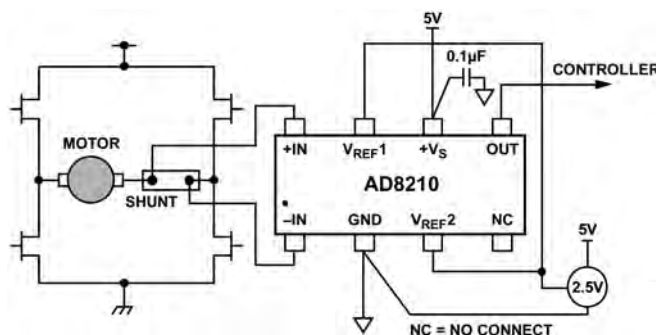 5V
0.1µF
CONTROLLER
MOTOR
SHUNT
+IN VREF1 +VS OUT
AD8210
–IN GND VREF2 NC
5V
2.5V
NC = NO CONNECT